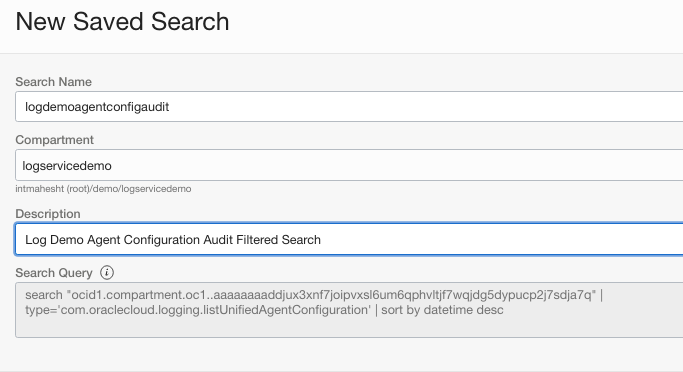 New Saved Search
Search Name
logdemoagentconfigaudit
Compartment
logservicedemo
intmahesht (root)/demo/logservicedemo
Description
Log Demo Agent Configuration Audit Filtered Search
Search Query i
search "ocid1.compartment.oc1..aaaaaaaaddjux3xnf7joipvxsl6um6qphvltjf7wqjdg5dypucp2j7sdja7q" |
type='com.oraclecloud.logging.listUnifiedAgentConfiguration' | sort by datetime desc